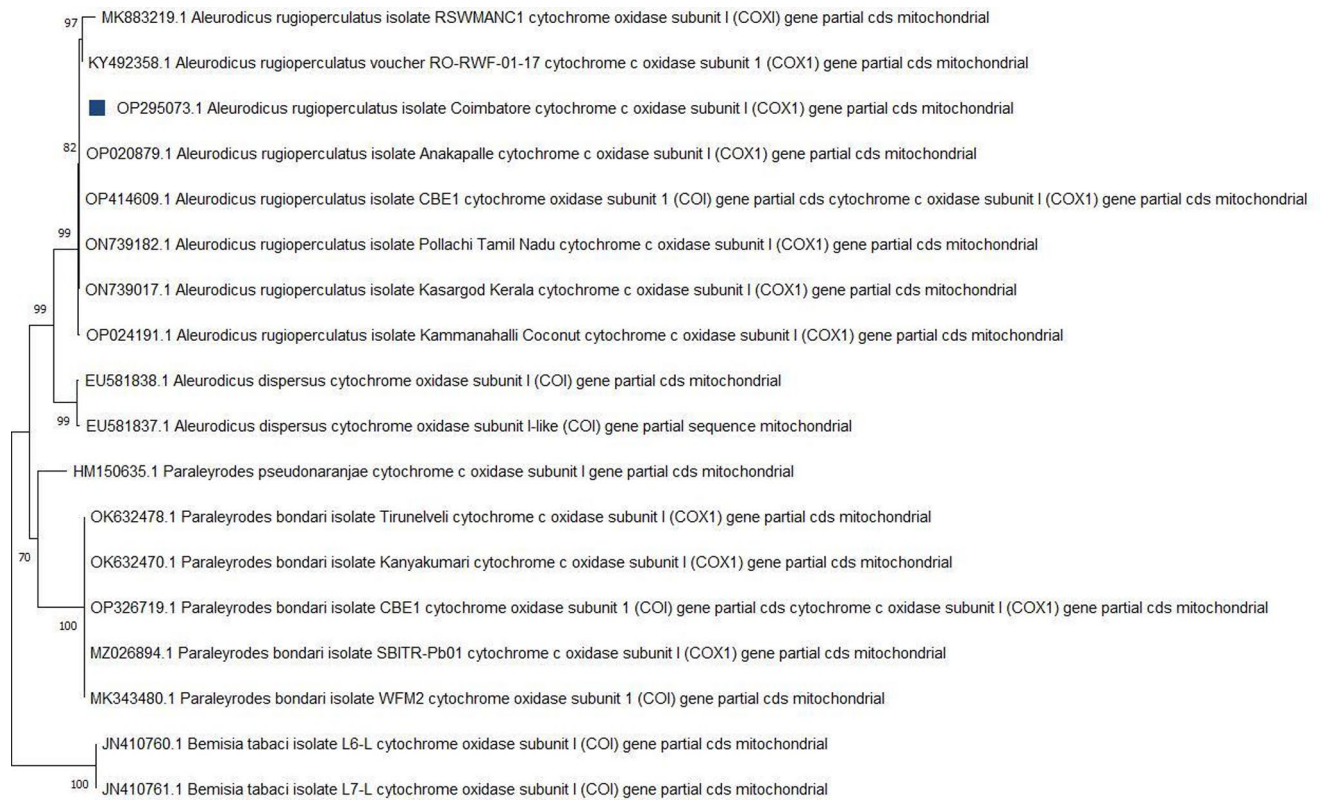 97
MK883219.1 Aleurodicus rugioperculatus isolate RSWMANC1 cytochrome oxidase subunit I (COXI) gene partial cds mitochondrial
KY492358.1 Aleurodicus rugioperculatus voucher RO-RWF-01-17 cytochrome c oxidase subunit 1 (COX1) gene partial cds mitochondrial
OP295073.1 Aleurodicus rugioperculatus isolate Coimbatore cytochrome c oxidase subunit I (COX1) gene partial cds mitochondrial
82
OP020879.1 Aleurodicus rugioperculatus isolate Anakapalle cytochrome c oxidase subunit I (COX1) gene partial cds mitochondrial
OP414609.1 Aleurodicus rugioperculatus isolate CBE1 cytochrome oxidase subunit 1 (COI) gene partial cds cytochrome c oxidase subunit I (COX1) gene partial cds mitochondrial
99
ON739182.1 Aleurodicus rugioperculatus isolate Pollachi Tamil Nadu cytochrome c oxidase subunit I (COX1) gene partial cds mitochondrial
ON739017.1 Aleurodicus rugioperculatus isolate Kasargod Kerala cytochrome c oxidase subunit I (COX1) gene partial cds mitochondrial
99
OP024191.1 Aleurodicus rugioperculatus isolate Kammanahalli Coconut cytochrome c oxidase subunit I (COX1) gene partial cds mitochondrial
EU581838.1 Aleurodicus dispersus cytochrome oxidase subunit I (COI) gene partial cds mitochondrial
99
EU581837.1 Aleurodicus dispersus cytochrome oxidase subunit I-like (COI) gene partial sequence mitochondrial
HM150635.1 Paraleyrodes pseudonaranjae cytochrome c oxidase subunit I gene partial cds mitochondrial
OK632478.1 Paraleyrodes bondari isolate Tirunelveli cytochrome c oxidase subunit I (COX1) gene partial cds mitochondrial
70
OK632470.1 Paraleyrodes bondari isolate Kanyakumari cytochrome c oxidase subunit I (COX1) gene partial cds mitochondrial
OP326719.1 Paraleyrodes bondari isolate CBE1 cytochrome oxidase subunit 1 (COI) gene partial cds cytochrome c oxidase subunit I (COX1) gene partial cds mitochondrial
100
MZ026894.1 Paraleyrodes bondari isolate SBITR-Pb01 cytochrome c oxidase subunit I (COX1) gene partial cds mitochondrial
MK343480.1 Paraleyrodes bondari isolate WFM2 cytochrome oxidase subunit 1 (COI) gene partial cds mitochondrial
JN410760.1 Bemisia tabaci isolate L6-L cytochrome oxidase subunit I (COI) gene partial cds mitochondrial
100
JN410761.1 Bemisia tabaci isolate L7-L cytochrome oxidase subunit I (COI) gene partial cds mitochondrial